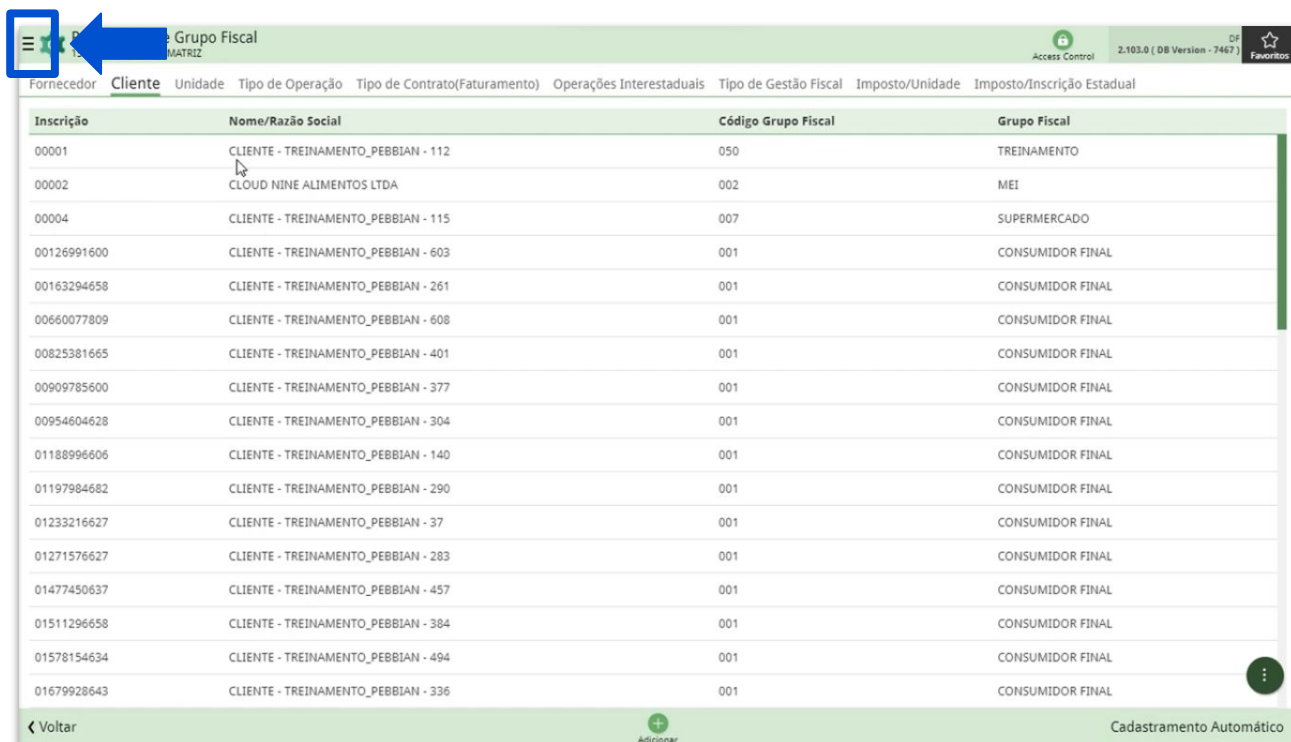 e Grupo Fiscal
MATRIZ
Access Control
DF
2.103.0 ( DB Version - 7467 )
Favoritos
Fornecedor Cliente Unidade Tipo de Operação Tipo de Contrato(Faturamento) Operações Interestaduais Tipo de Gestão Fiscal Imposto/Unidade Imposto/Inscrição Estadual
Inscrição Nome/Razão Social Código Grupo Fiscal Grupo Fiscal
00001 CLIENTE - TREINAMENTO_PEBBIAN - 112 050 TREINAMENTO
00002 CLOUD NINE ALIMENTOS LTDA 002 MEI
00004 CLIENTE - TREINAMENTO_PEBBIAN - 115 007 SUPERMERCADO
00126991600 CLIENTE - TREINAMENTO_PEBBIAN - 603 001 CONSUMIDOR FINAL
00163294658 CLIENTE - TREINAMENTO_PEBBIAN - 261 001 CONSUMIDOR FINAL
00660077809 CLIENTE - TREINAMENTO_PEBBIAN - 608 001 CONSUMIDOR FINAL
00825381665 CLIENTE - TREINAMENTO_PEBBIAN - 401 001 CONSUMIDOR FINAL
00909785600 CLIENTE - TREINAMENTO_PEBBIAN - 377 001 CONSUMIDOR FINAL
00954604628 CLIENTE - TREINAMENTO_PEBBIAN - 304 001 CONSUMIDOR FINAL
01188996606 CLIENTE - TREINAMENTO_PEBBIAN - 140 001 CONSUMIDOR FINAL
01197984682 CLIENTE - TREINAMENTO_PEBBIAN - 290 001 CONSUMIDOR FINAL
01233216627 CLIENTE - TREINAMENTO_PEBBIAN - 37 001 CONSUMIDOR FINAL
01271576627 CLIENTE - TREINAMENTO_PEBBIAN - 283 001 CONSUMIDOR FINAL
01477450637 CLIENTE - TREINAMENTO_PEBBIAN - 457 001 CONSUMIDOR FINAL
01511296658 CLIENTE - TREINAMENTO_PEBBIAN - 384 001 CONSUMIDOR FINAL
01578154634 CLIENTE - TREINAMENTO_PEBBIAN - 494 001 CONSUMIDOR FINAL
01679928643 CLIENTE - TREINAMENTO_PEBBIAN - 336 001 CONSUMIDOR FINAL
Voltar Adicionar Cadastramento Automático